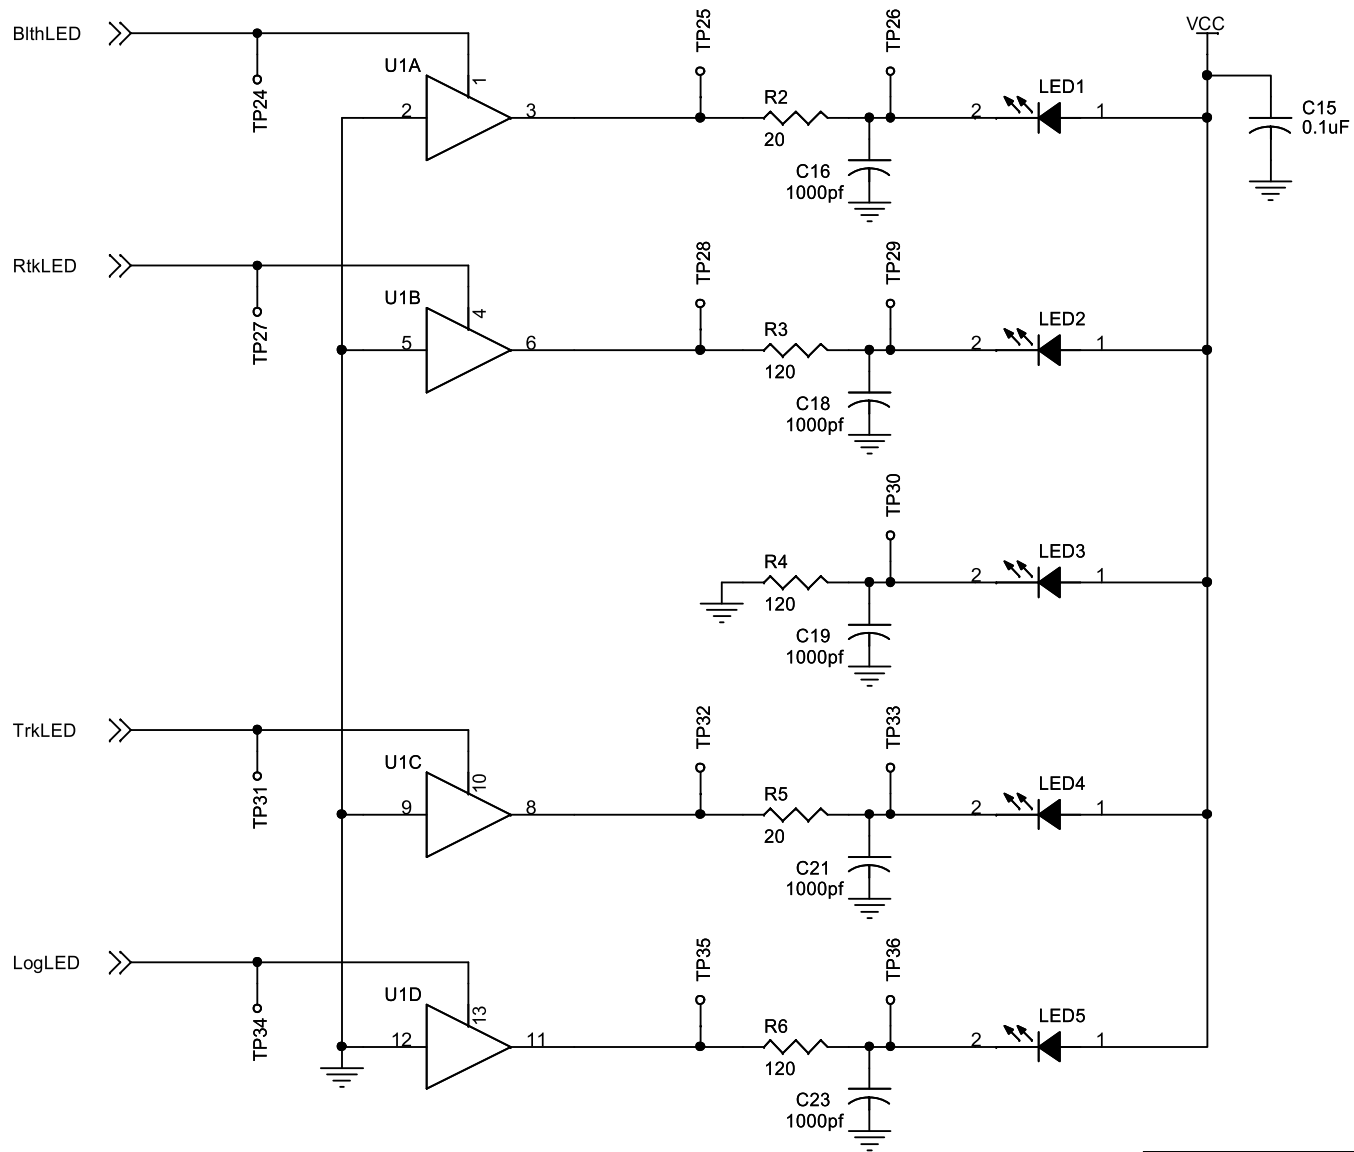 BlthLED
TP24
U1A
1
2
3
TP25
R2
20
TP26
C16
1000pf
2
LED1
1
VCC
C15
0.1uF
RtkLED
TP27
U1B
4
5
6
TP28
R3
120
TP29
C18
1000pf
2
LED2
1
R4
120
TP30
C19
1000pf
2
LED3
1
TrkLED
TP31
U1C
10
9
8
TP32
R5
20
TP33
C21
1000pf
2
LED4
1
LogLED
TP34
U1D
13
12
11
TP35
R6
120
TP36
C23
1000pf
2
LED5
1